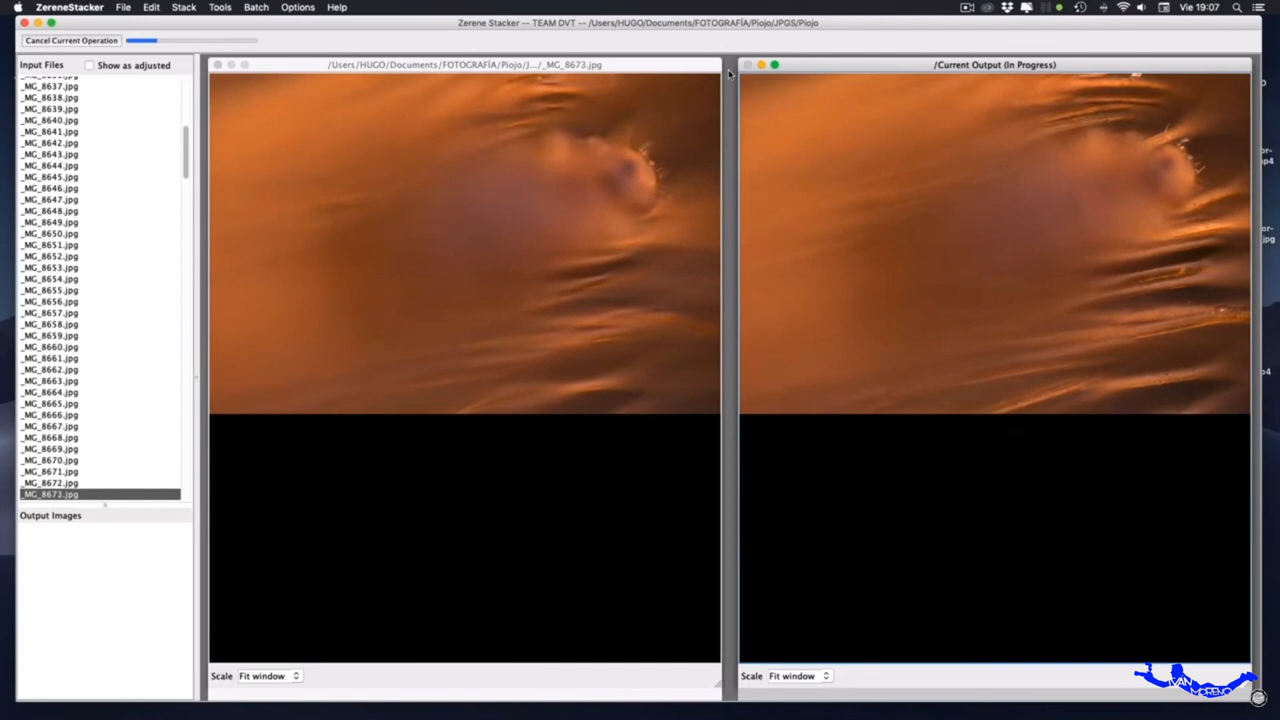 ZereneStacker File Edit Stack Tools Batch Options Help
Vie 19:07
Zerene Stacker -- TEAM DVT -- /Users/HUGO/Documents/FOTOGRAFÍA/Piojo/JPGS/Piojo
Cancel Current Operation
Input Files
Show as adjusted
/Users/HUGO/Documents/FOTOGRAFÍA/Piojo/J.../_MG_8673.jpg
/Current Output (In Progress)
_MG_8637.jpg
_MG_8638.jpg
_MG_8639.jpg
_MG_8640.jpg
_MG_8641.jpg
_MG_8642.jpg
_MG_8643.jpg
_MG_8644.jpg
_MG_8645.jpg
_MG_8646.jpg
_MG_8647.jpg
_MG_8648.jpg
_MG_8649.jpg
_MG_8650.jpg
_MG_8651.jpg
_MG_8652.jpg
_MG_8653.jpg
_MG_8654.jpg
_MG_8655.jpg
_MG_8656.jpg
_MG_8657.jpg
_MG_8658.jpg
_MG_8659.jpg
_MG_8660.jpg
_MG_8661.jpg
_MG_8662.jpg
_MG_8663.jpg
_MG_8664.jpg
_MG_8665.jpg
_MG_8666.jpg
_MG_8667.jpg
_MG_8668.jpg
_MG_8669.jpg
_MG_8670.jpg
_MG_8671.jpg
_MG_8672.jpg
_MG_8673.jpg
Output Images
Scale Fit window
Scale Fit window
IVAN
MORENO